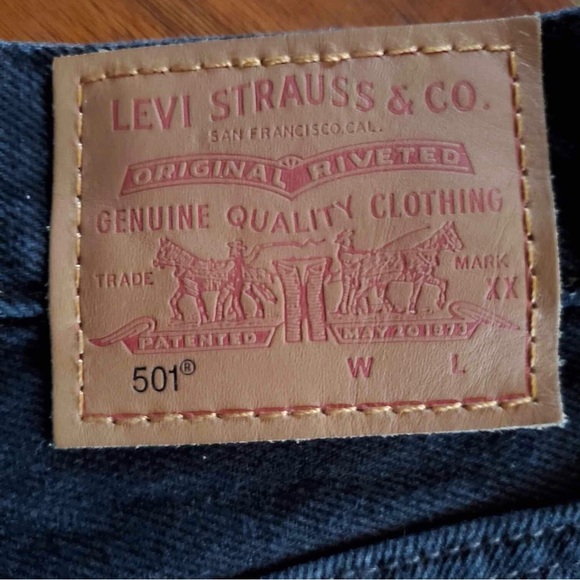 LEVI STRAUSS & CO.
SAN FRANCISCO, CAL.
ORIGINAL RIVETED
GENUINE QUALITY CLOTHING
TRADE MARK
XX
PATENTED MAY 20 1873
501® W L